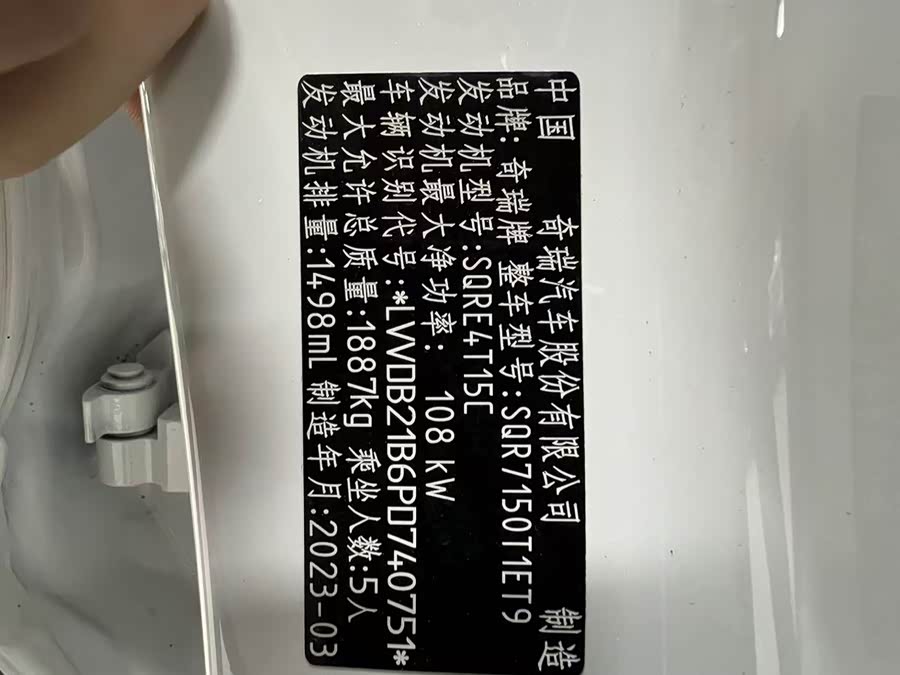 中国 奇瑞汽车股份有限公司 制造
品牌: 奇瑞牌 整车型号:SQR7150T1ET9
发动机型号:SQRE4T15C
发动机最大净功率: 108 kW
车辆识别代号:*LVVDB21B6PD740751*
最大允许总质量:1887kg 乘坐人数:5人
发动机排量:1498mL 制造年月:2023-03